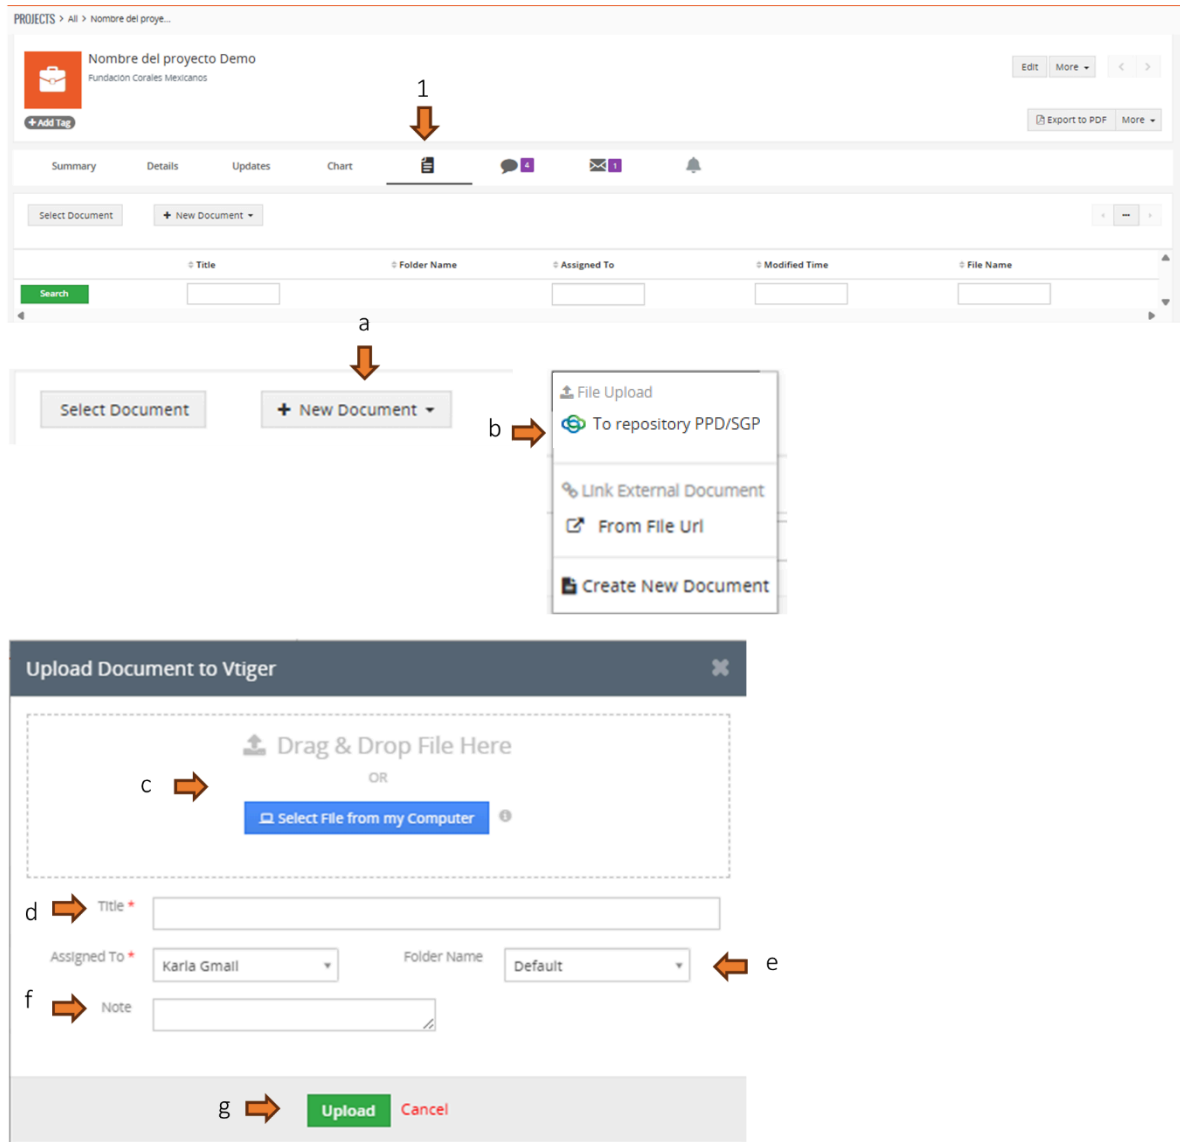 PROJECTS > All > Nombre del proye...
Nombre del proyecto Demo
Fundación Corales Mexicanos
Edit More < >
+ Add Tag
Export to PDF More
1
Summary Details Updates Chart 4 1
Select Document + New Document
Title Folder Name Assigned To Modified Time File Name
Search
a
Select Document + New Document
b
File Upload
To repository PPD/SGP
Link External Document
From File Url
Create New Document
Upload Document to Vtiger
Drag & Drop File Here
OR
c
Select File from my Computer
d Title *
Assigned To * Karla Gmail Folder Name Default e
f Note
g Upload Cancel